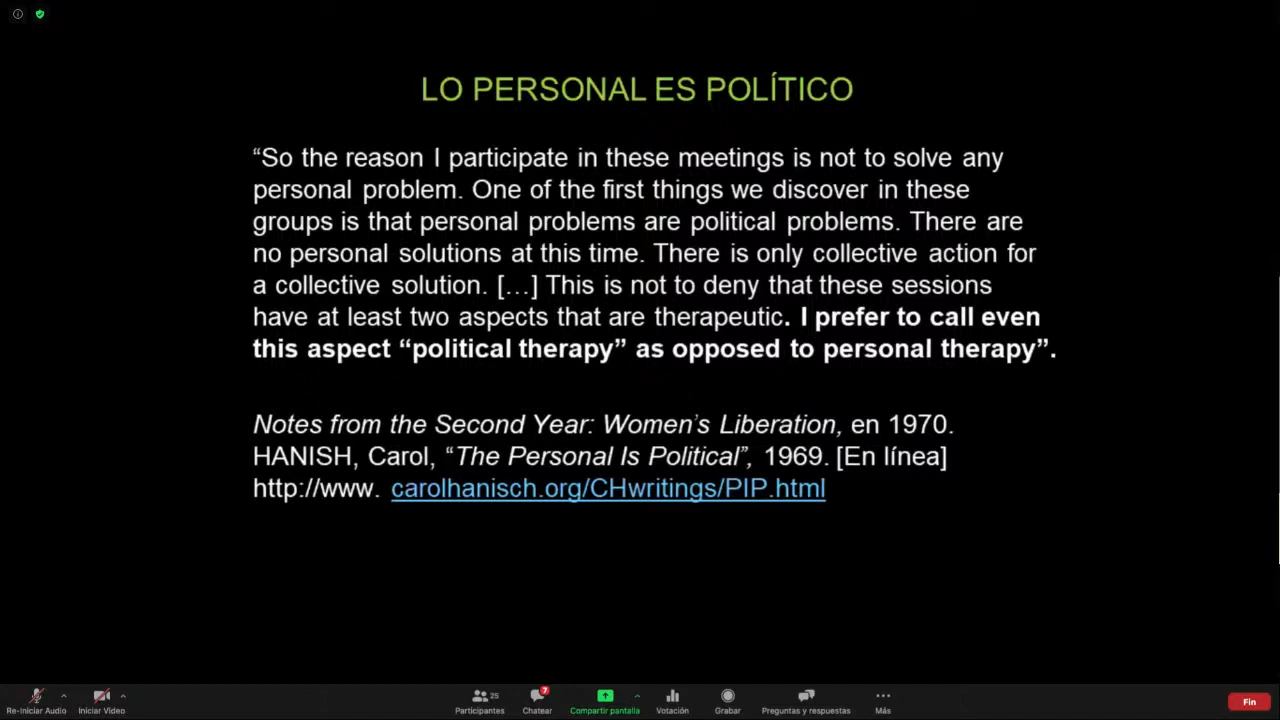 LO PERSONAL ES POLÍTICO
“So the reason I participate in these meetings is not to solve any
personal problem. One of the first things we discover in these
groups is that personal problems are political problems. There are
no personal solutions at this time. There is only collective action for
a collective solution. […] This is not to deny that these sessions
have at least two aspects that are therapeutic. I prefer to call even
this aspect “political therapy” as opposed to personal therapy”.
Notes from the Second Year: Women’s Liberation, en 1970.
HANISH, Carol, “The Personal Is Political”, 1969. [En línea]
http://www. carolhanisch.org/CHwritings/PIP.html
25
7
Re-Iniciar Audio Iniciar Video Participantes Chatear Compartir pantalla Votación Grabar Preguntas y respuestas Más Fin